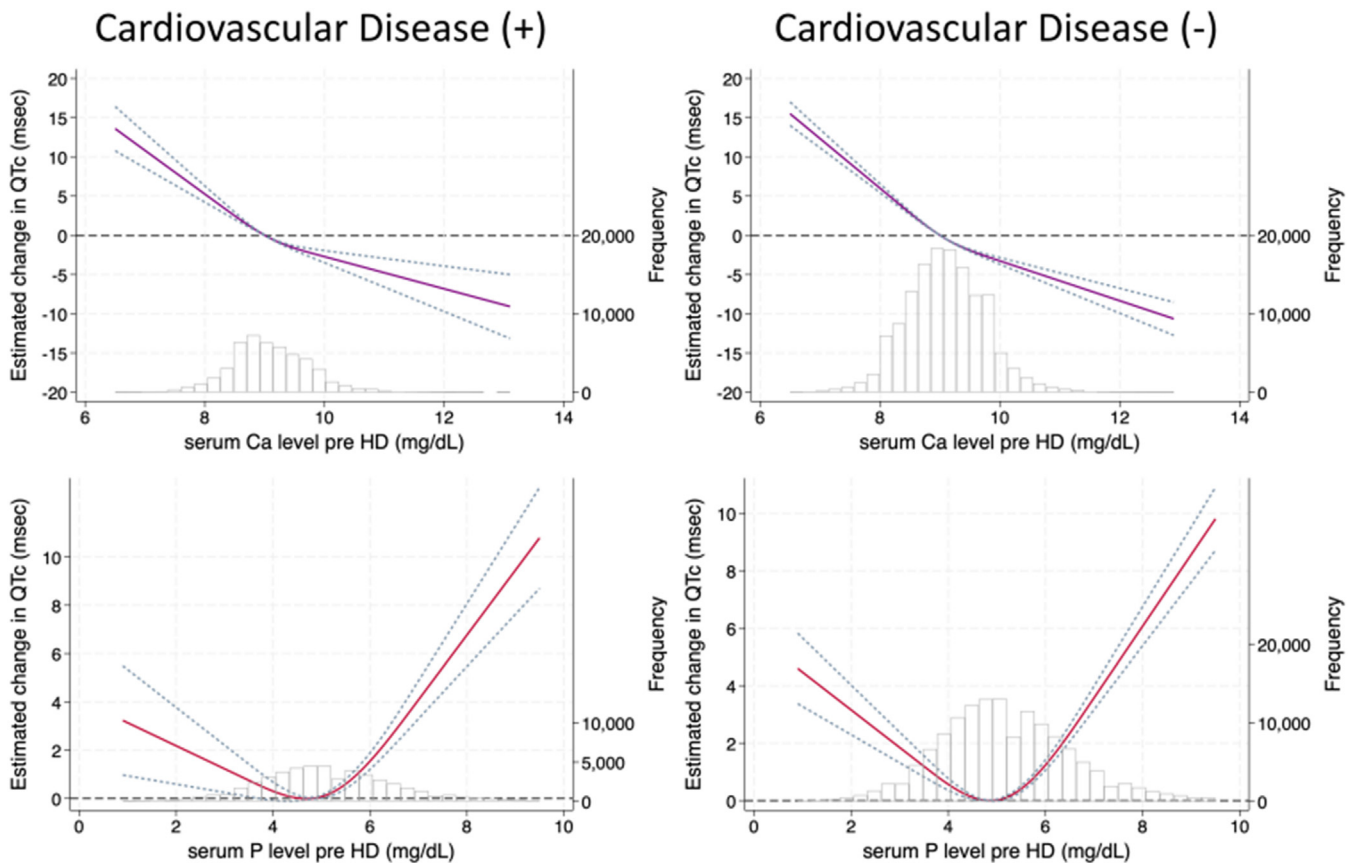 Cardiovascular Disease (+)
Cardiovascular Disease (-)
Estimated change in QTc (msec)
20
15
10
5
0
-5
-10
-15
-20
20,000
10,000
0
Frequency
6 8 10 12 14
serum Ca level pre HD (mg/dL)
Estimated change in QTc (msec)
20
15
10
5
0
-5
-10
-15
-20
20,000
10,000
0
Frequency
6 8 10 12 14
serum Ca level pre HD (mg/dL)
Estimated change in QTc (msec)
10
8
6
4
2
0
10,000
5,000
0
Frequency
0 2 4 6 8 10
serum P level pre HD (mg/dL)
Estimated change in QTc (msec)
10
8
6
4
2
0
20,000
10,000
0
Frequency
0 2 4 6 8 10
serum P level pre HD (mg/dL)